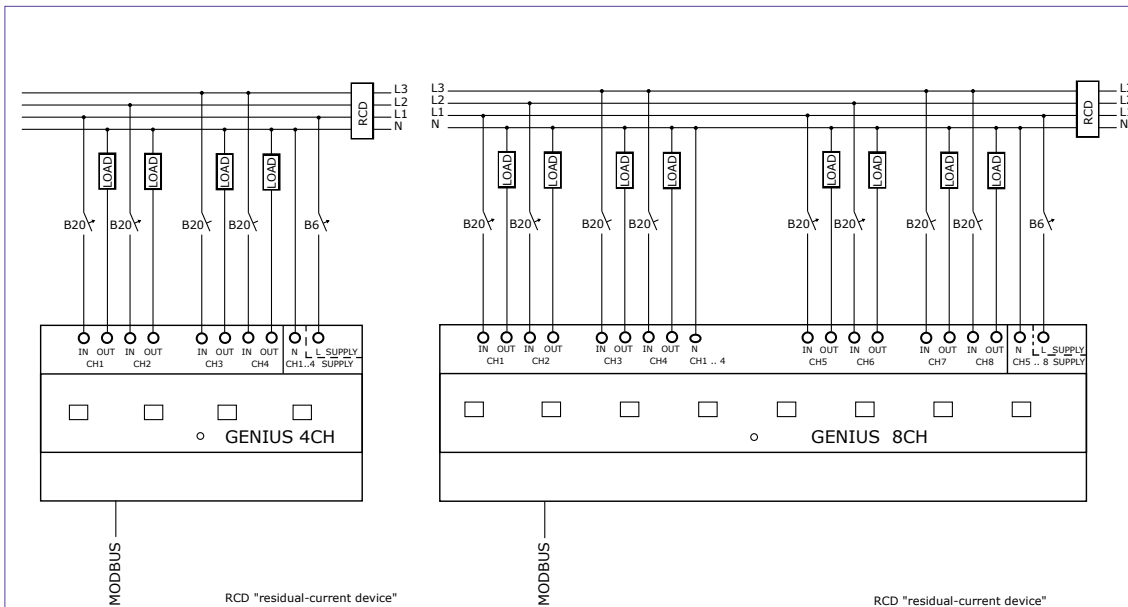 L3
L2
L1
N
RCD
LOAD LOAD LOAD LOAD
B20 B20 B20 B20 B6
IN OUT IN OUT IN OUT IN OUT N L SUPPLY
CH1 CH2 CH3 CH4 CH1..4 SUPPLY
GENIUS 4CH
MODBUS
RCD "residual-current device"
L3
L2
L1
N
RCD
L2
L1
N
LOAD LOAD LOAD LOAD LOAD LOAD LOAD LOAD
B20 B20 B20 B20 B20 B20 B20 B20 B6
IN OUT IN OUT IN OUT IN OUT N IN OUT IN OUT IN OUT IN OUT N L SUPPLY
CH1 CH2 CH3 CH4 CH1 .. 4 CH5 CH6 CH7 CH8 CH5 .. 8 SUPPLY
GENIUS 8CH
MODBUS
RCD "residual-current device"